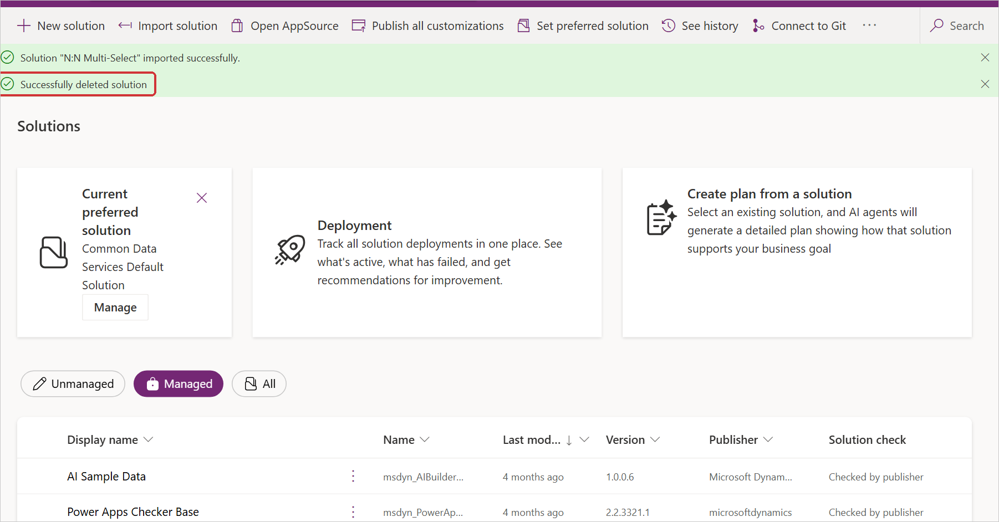 New solution Import solution Open AppSource Publish all customizations Set preferred solution See history Connect to Git ··· Search
Solution "N:N Multi-Select" imported successfully.
Successfully deleted solution
Solutions
Current
preferred
solution
Common Data
Services Default
Solution
Manage
Deployment
Track all solution deployments in one place. See
what's active, what has failed, and get
recommendations for improvement.
Create plan from a solution
Select an existing solution, and AI agents will
generate a detailed plan showing how that solution
supports your business goal
Unmanaged Managed All
Display name Name Last mod... Version Publisher Solution check
AI Sample Data msdyn_AIBuilder... 4 months ago 1.0.0.6 Microsoft Dynam... Checked by publisher
Power Apps Checker Base msdyn_PowerAp... 4 months ago 2.2.3321.1 microsoftdynamics Checked by publisher